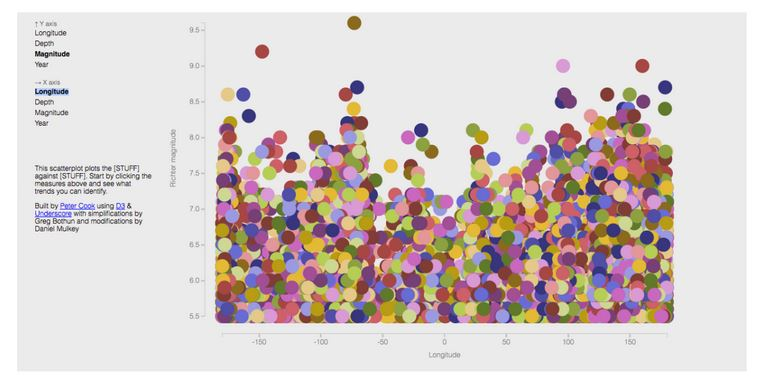 ↑ Y axis
Longitude
Depth
Magnitude
Year
→ X axis
Longitude
Depth
Magnitude
Year
This scatterplot plots the [STUFF]
against [STUFF]. Start by clicking the
measures above and see what
trends you can identify.
Built by Peter Cook using D3 &
Underscore with simplifications by
Greg Bothun and modifications by
Daniel Mulkey
Richter magnitude
9.5
9.0
8.5
8.0
7.5
7.0
6.5
6.0
5.5
-150 -100 -50 0 50 100 150
Longitude